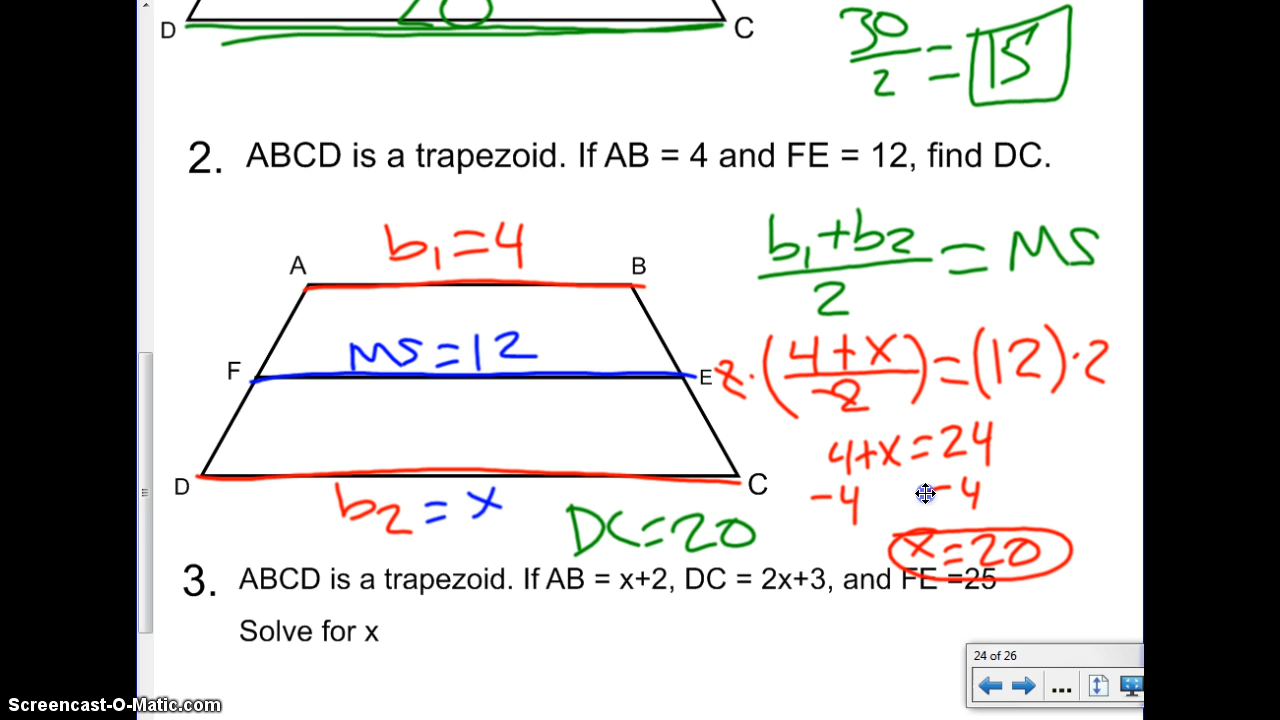 D 20 C
30/2 = 15
2. ABCD is a trapezoid. If AB = 4 and FE = 12, find DC.
b₁ = 4
A B
b₁ + b₂/2 = MS
MS = 12
F E
2 · (4 + x/2) = (12) · 2
4 + x = 24
-4 -4
D C
b₂ = x
DC = 20
x = 20
3. ABCD is a trapezoid. If AB = x+2, DC = 2x+3, and FE =25
Solve for x
24 of 26
...
Screencast-O-Matic.com